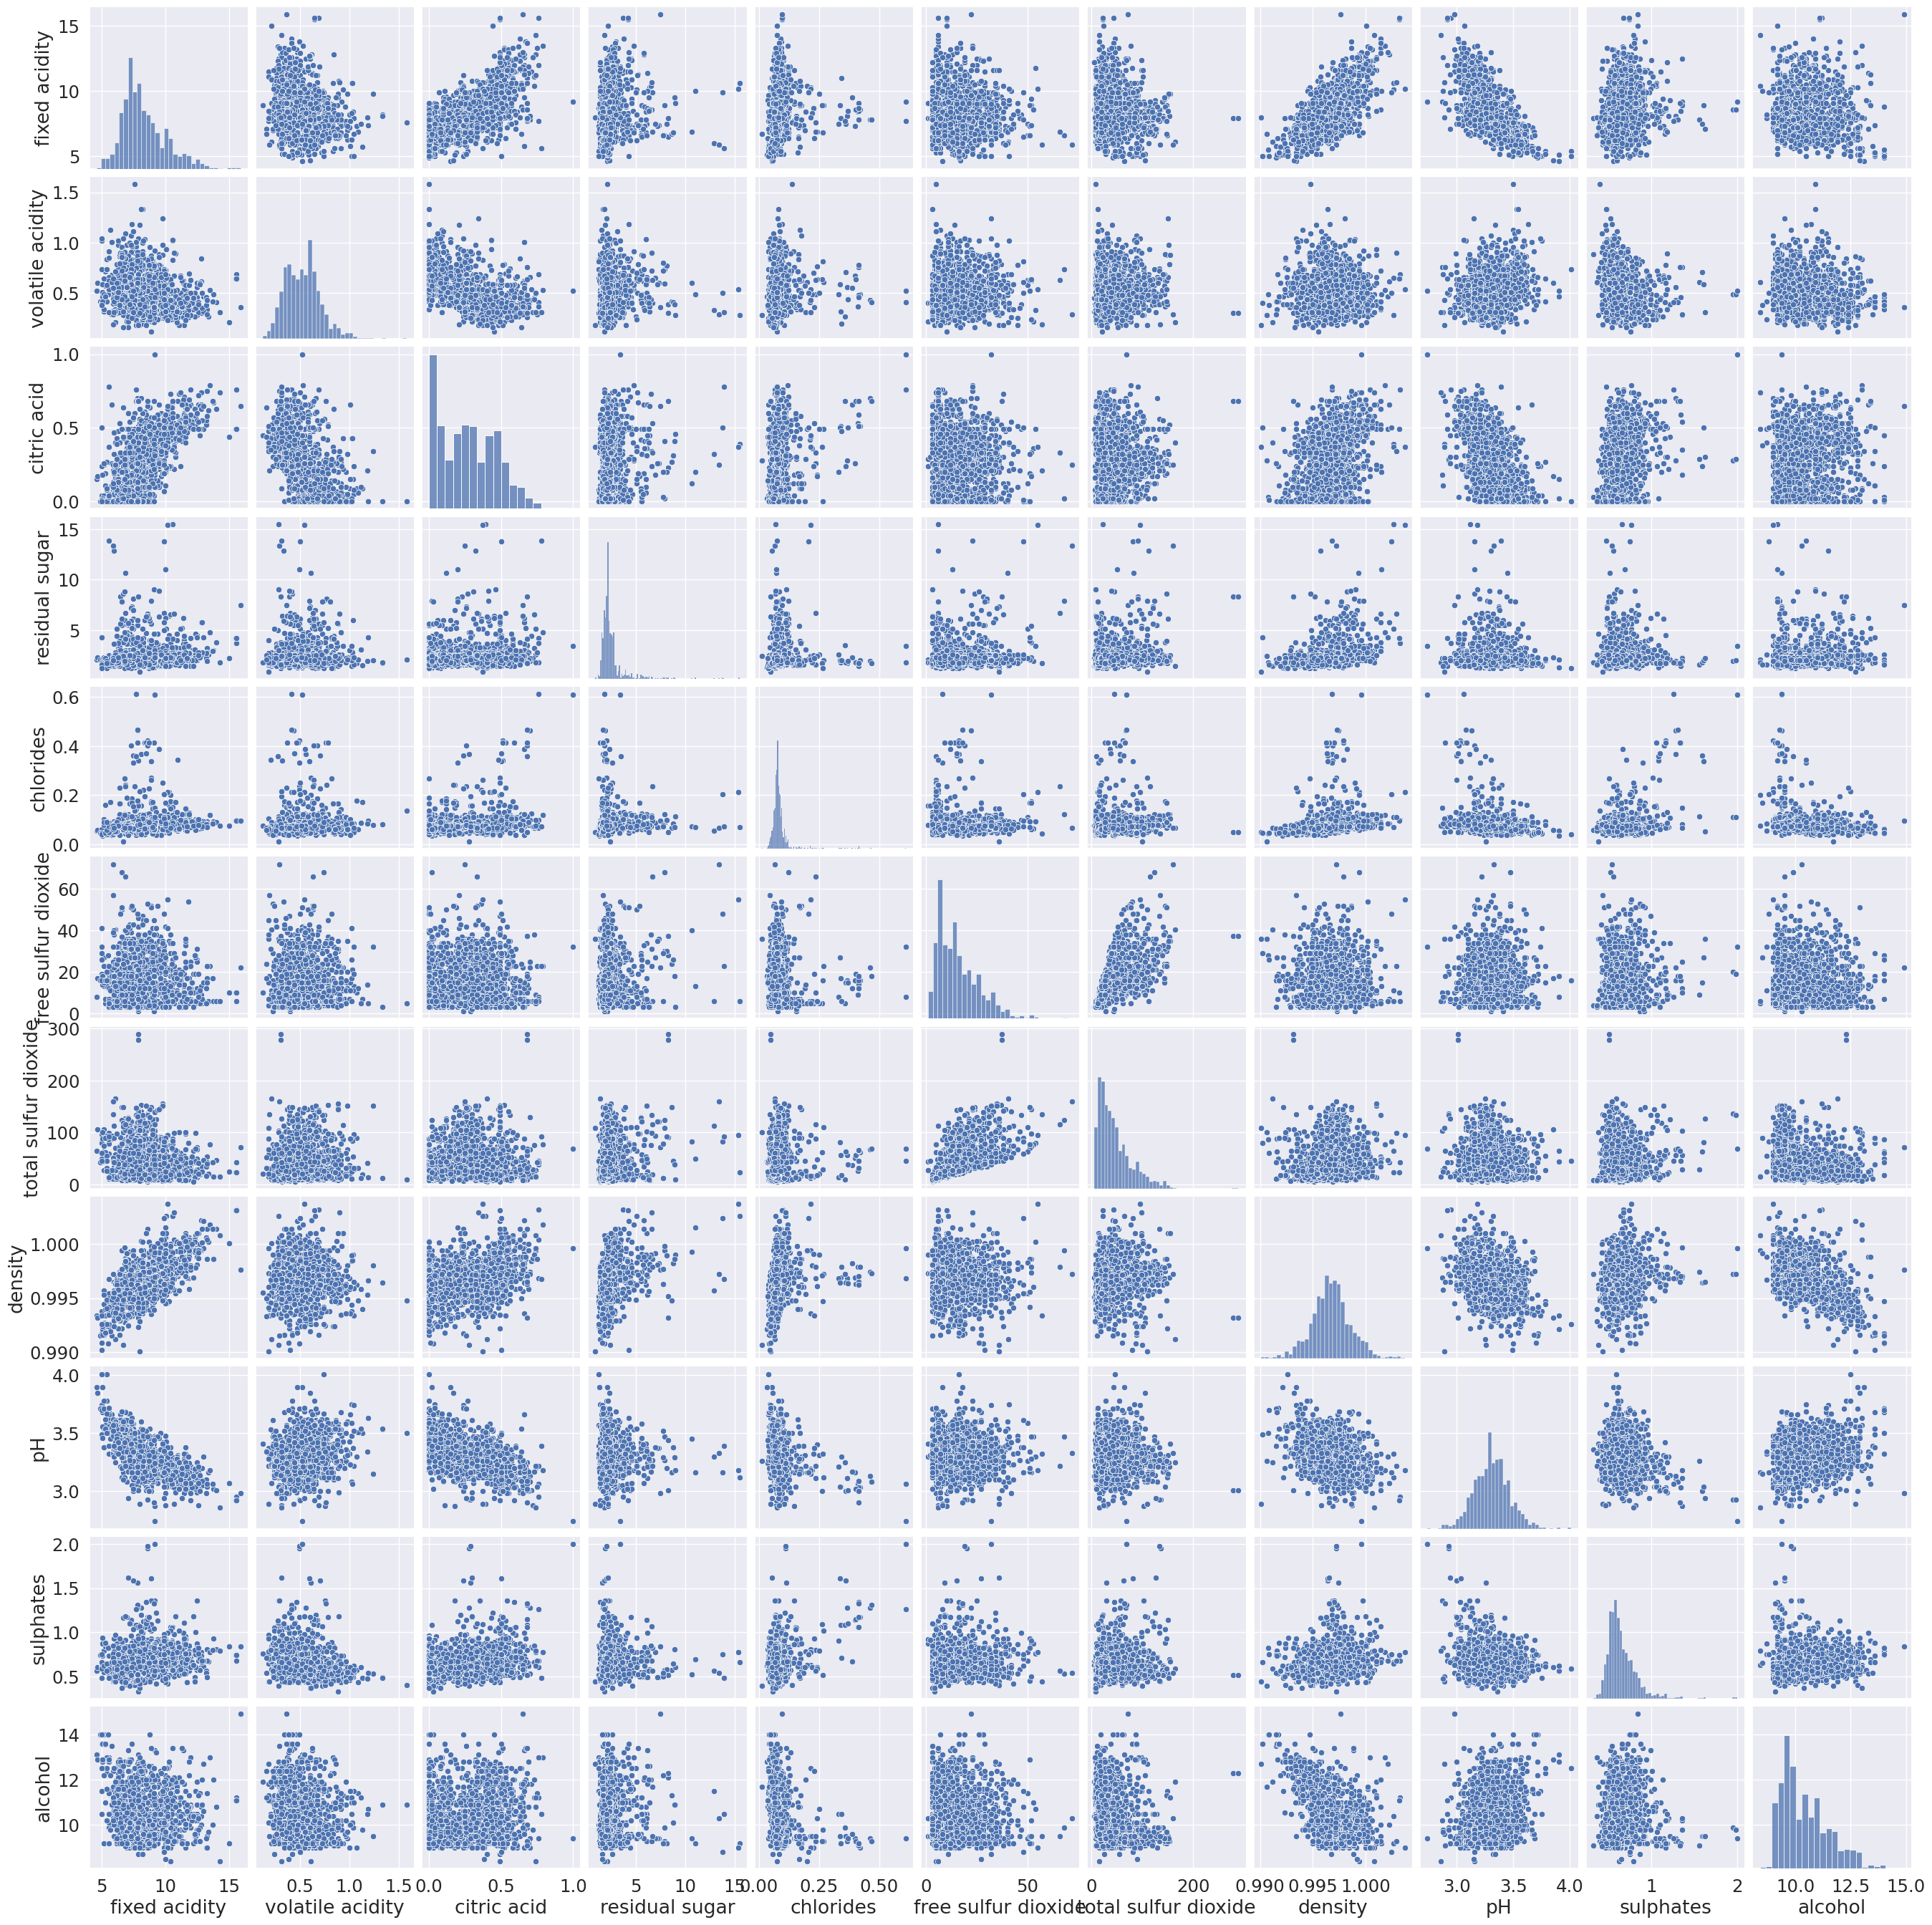 fixed acidity
15
10
5
volatile acidity
1.5
1.0
0.5
citric acid
1.0
0.5
0.0
residual sugar
15
10
5
chlorides
0.6
0.4
0.2
0.0
free sulfur dioxide
60
40
20
0
total sulfur dioxide
300
200
100
0
density
1.000
0.995
0.990
pH
4.0
3.5
3.0
sulphates
2.0
1.5
1.0
0.5
alcohol
14
12
10
5 10 15 0.5 1.0 1.5 0.0 0.5 1.0 5 10 15 0.00 0.25 0.50 0 50 0 200 0.990 0.995 1.000 3.0 3.5 4.0 1 2 10.0 12.5 15.0
fixed acidity volatile acidity citric acid residual sugar chlorides free sulfur dioxide total sulfur dioxide density pH sulphates alcohol